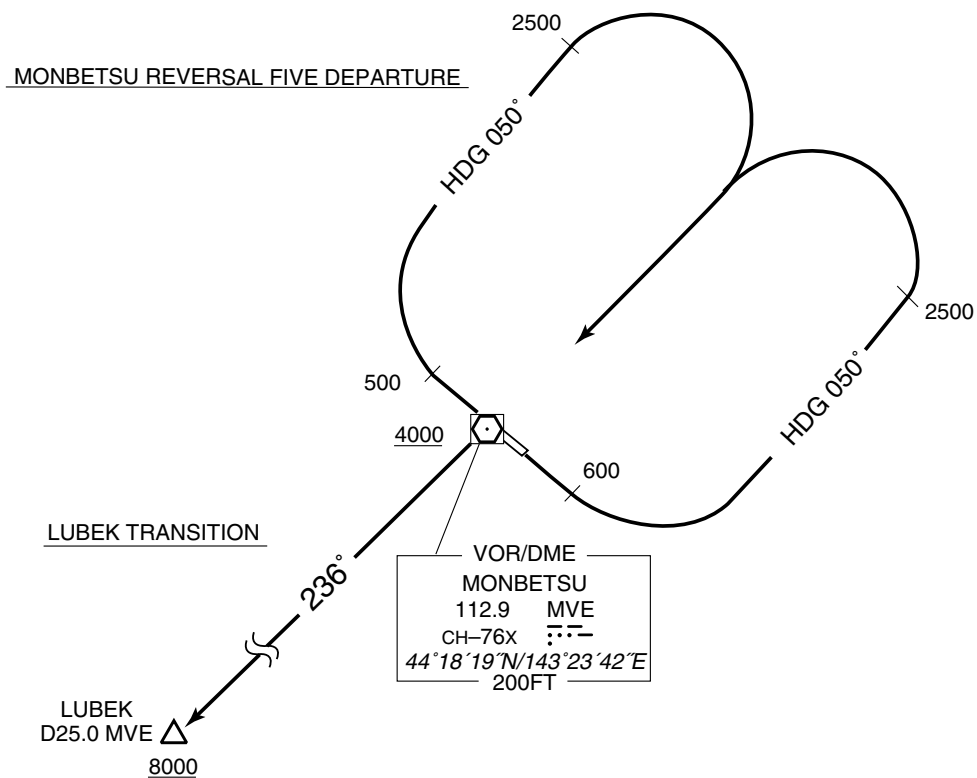 2500
MONBETSU REVERSAL FIVE DEPARTURE
HDG 050°
2500
500
HDG 050°
4000
600
LUBEK TRANSITION
236°
VOR/DME
MONBETSU
112.9 MVE
CH–76X
44°18´19˝N/143°23´42˝E
200FT
LUBEK
D25.0 MVE
8000